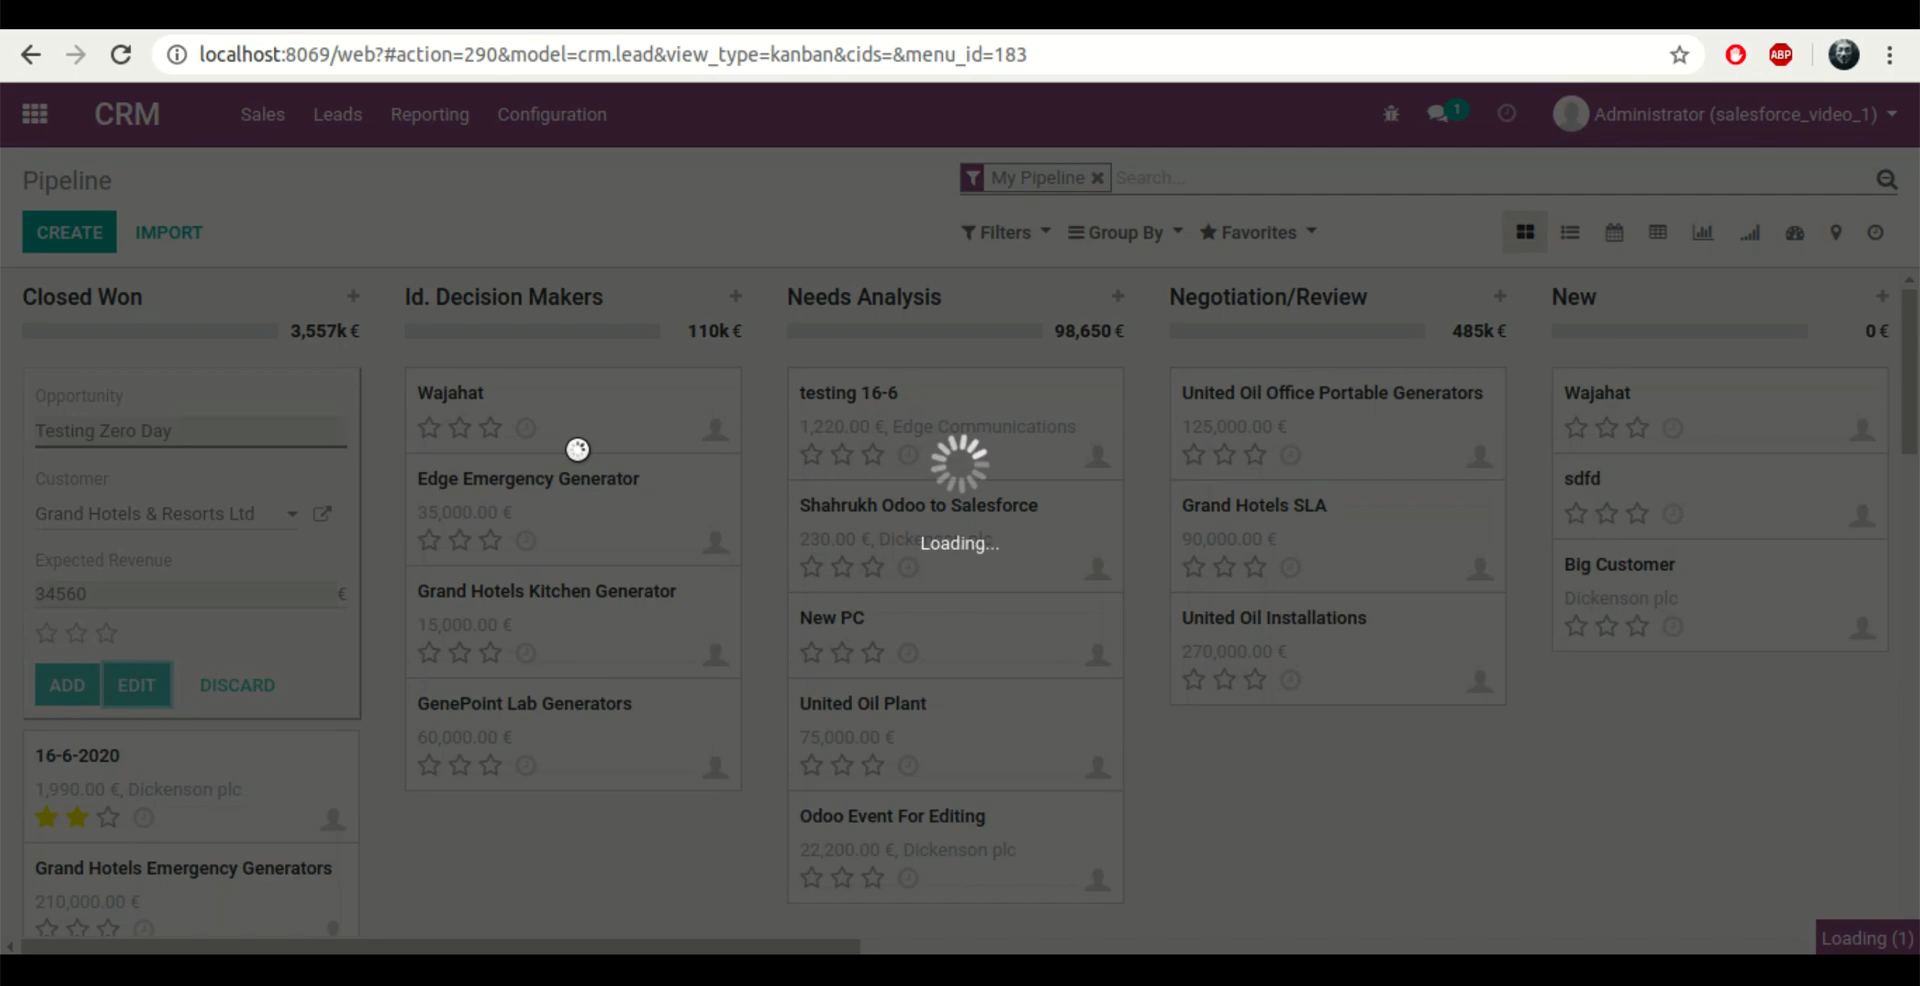 localhost:8069/web?#action=290&model=crm.lead&view_type=kanban&cids=&menu_id=183
ABP
CRM
Sales
Leads
Reporting
Configuration
1
Administrator (salesforce_video_1)
Pipeline
My Pipeline
Search...
CREATE
IMPORT
Filters
Group By
Favorites
Closed Won
3,557k €
Opportunity
Testing Zero Day
Customer
Grand Hotels & Resorts Ltd
Expected Revenue
34560 €
ADD
EDIT
DISCARD
16-6-2020
1,990.00 €, Dickenson plc
Grand Hotels Emergency Generators
210,000.00 €
Id. Decision Makers
110k €
Wajahat
Edge Emergency Generator
35,000.00 €
Grand Hotels Kitchen Generator
15,000.00 €
GenePoint Lab Generators
60,000.00 €
Needs Analysis
98,650 €
testing 16-6
1,220.00 €, Edge Communications
Shahrukh Odoo to Salesforce
230.00 €, Dickenson plc
Loading...
New PC
United Oil Plant
75,000.00 €
Odoo Event For Editing
22,200.00 €, Dickenson plc
Negotiation/Review
485k €
United Oil Office Portable Generators
125,000.00 €
Grand Hotels SLA
90,000.00 €
United Oil Installations
270,000.00 €
New
0 €
Wajahat
sdfd
Big Customer
Dickenson plc
Loading (1)